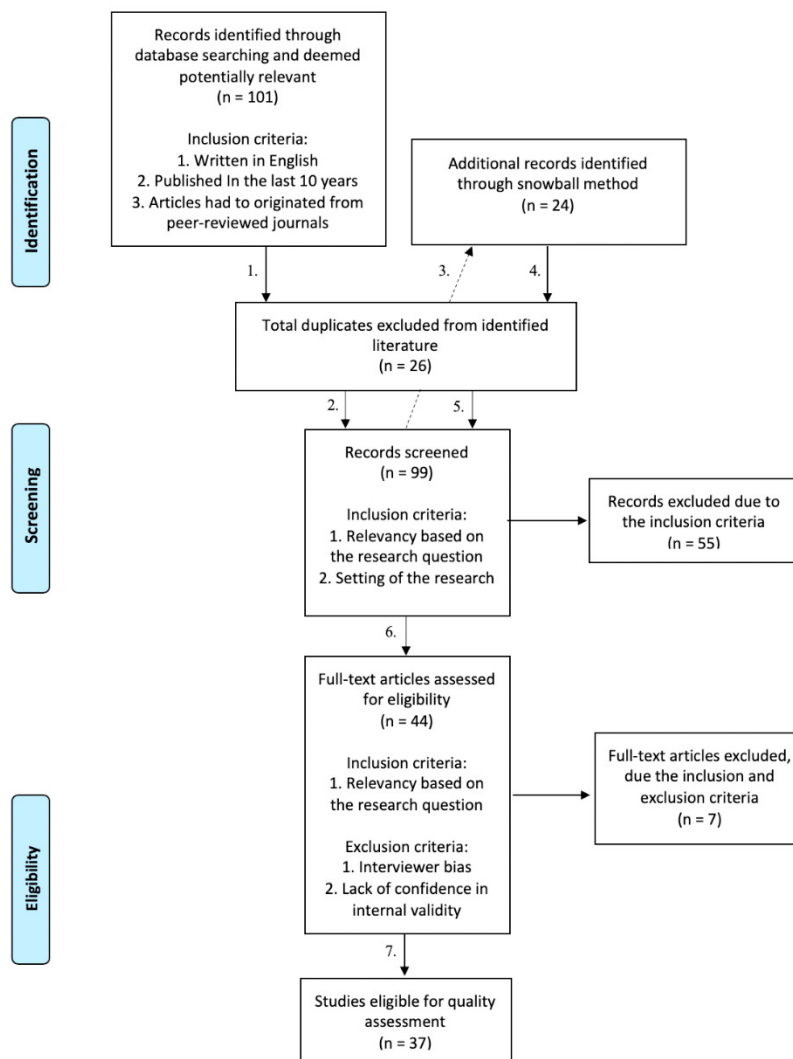 Records identified through
database searching and deemed
potentially relevant
(n = 101)
Inclusion criteria:
1. Written in English
2. Published In the last 10 years
3. Articles had to originated from
peer-reviewed journals
Additional records identified
through snowball method
(n = 24)
Identification
1.
3.
4.
Total duplicates excluded from identified
literature
(n = 26)
2.
5.
Records screened
(n = 99)
Inclusion criteria:
1. Relevancy based on
the research question
2. Setting of the research
Records excluded due to
the inclusion criteria
(n = 55)
Screening
6.
Full-text articles assessed
for eligibility
(n = 44)
Inclusion criteria:
1. Relevancy based on
the research question
Exclusion criteria:
1. Interviewer bias
2. Lack of confidence in
internal validity
Full-text articles excluded,
due the inclusion and
exclusion criteria
(n = 7)
Eligibility
7.
Studies eligible for quality
assessment
(n = 37)